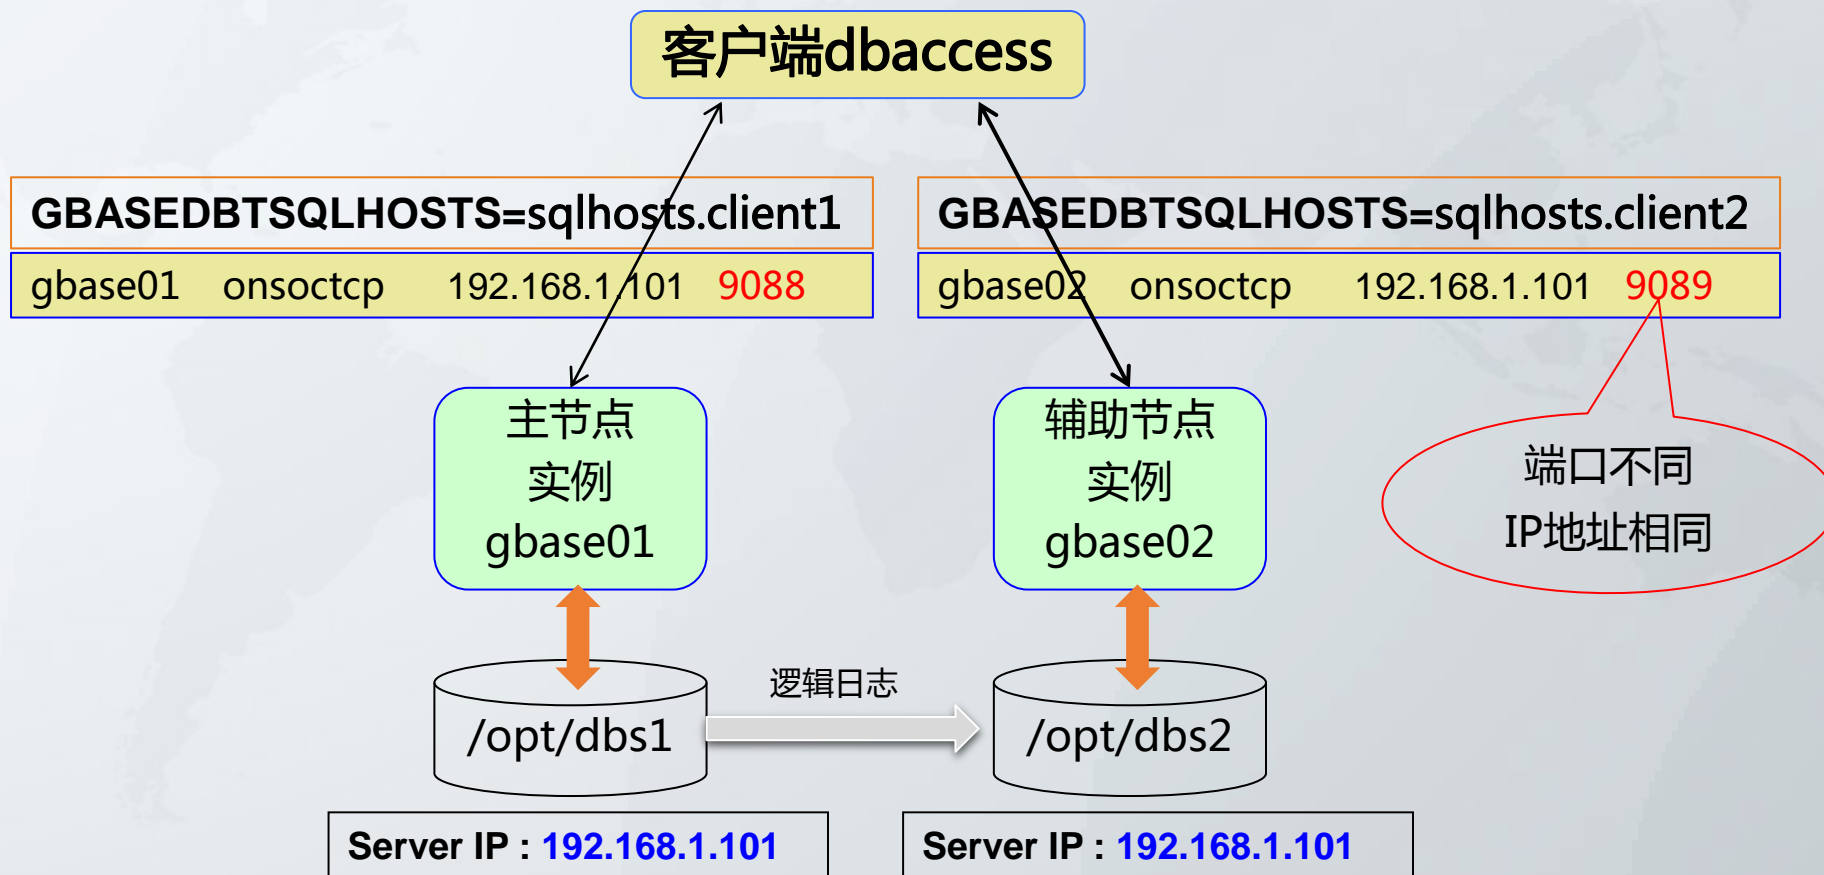 客户端dbaccess
GBASEDBTSQLHOSTS=sqlhosts.client1
gbase01 onsoctcp 192.168.1.101 9088
GBASEDBTSQLHOSTS=sqlhosts.client2
gbase02 onsoctcp 192.168.1.101 9089
主节点
实例
gbase01
辅助节点
实例
gbase02
端口不同
IP地址相同
/opt/dbs1
逻辑日志
/opt/dbs2
Server IP : 192.168.1.101
Server IP : 192.168.1.101